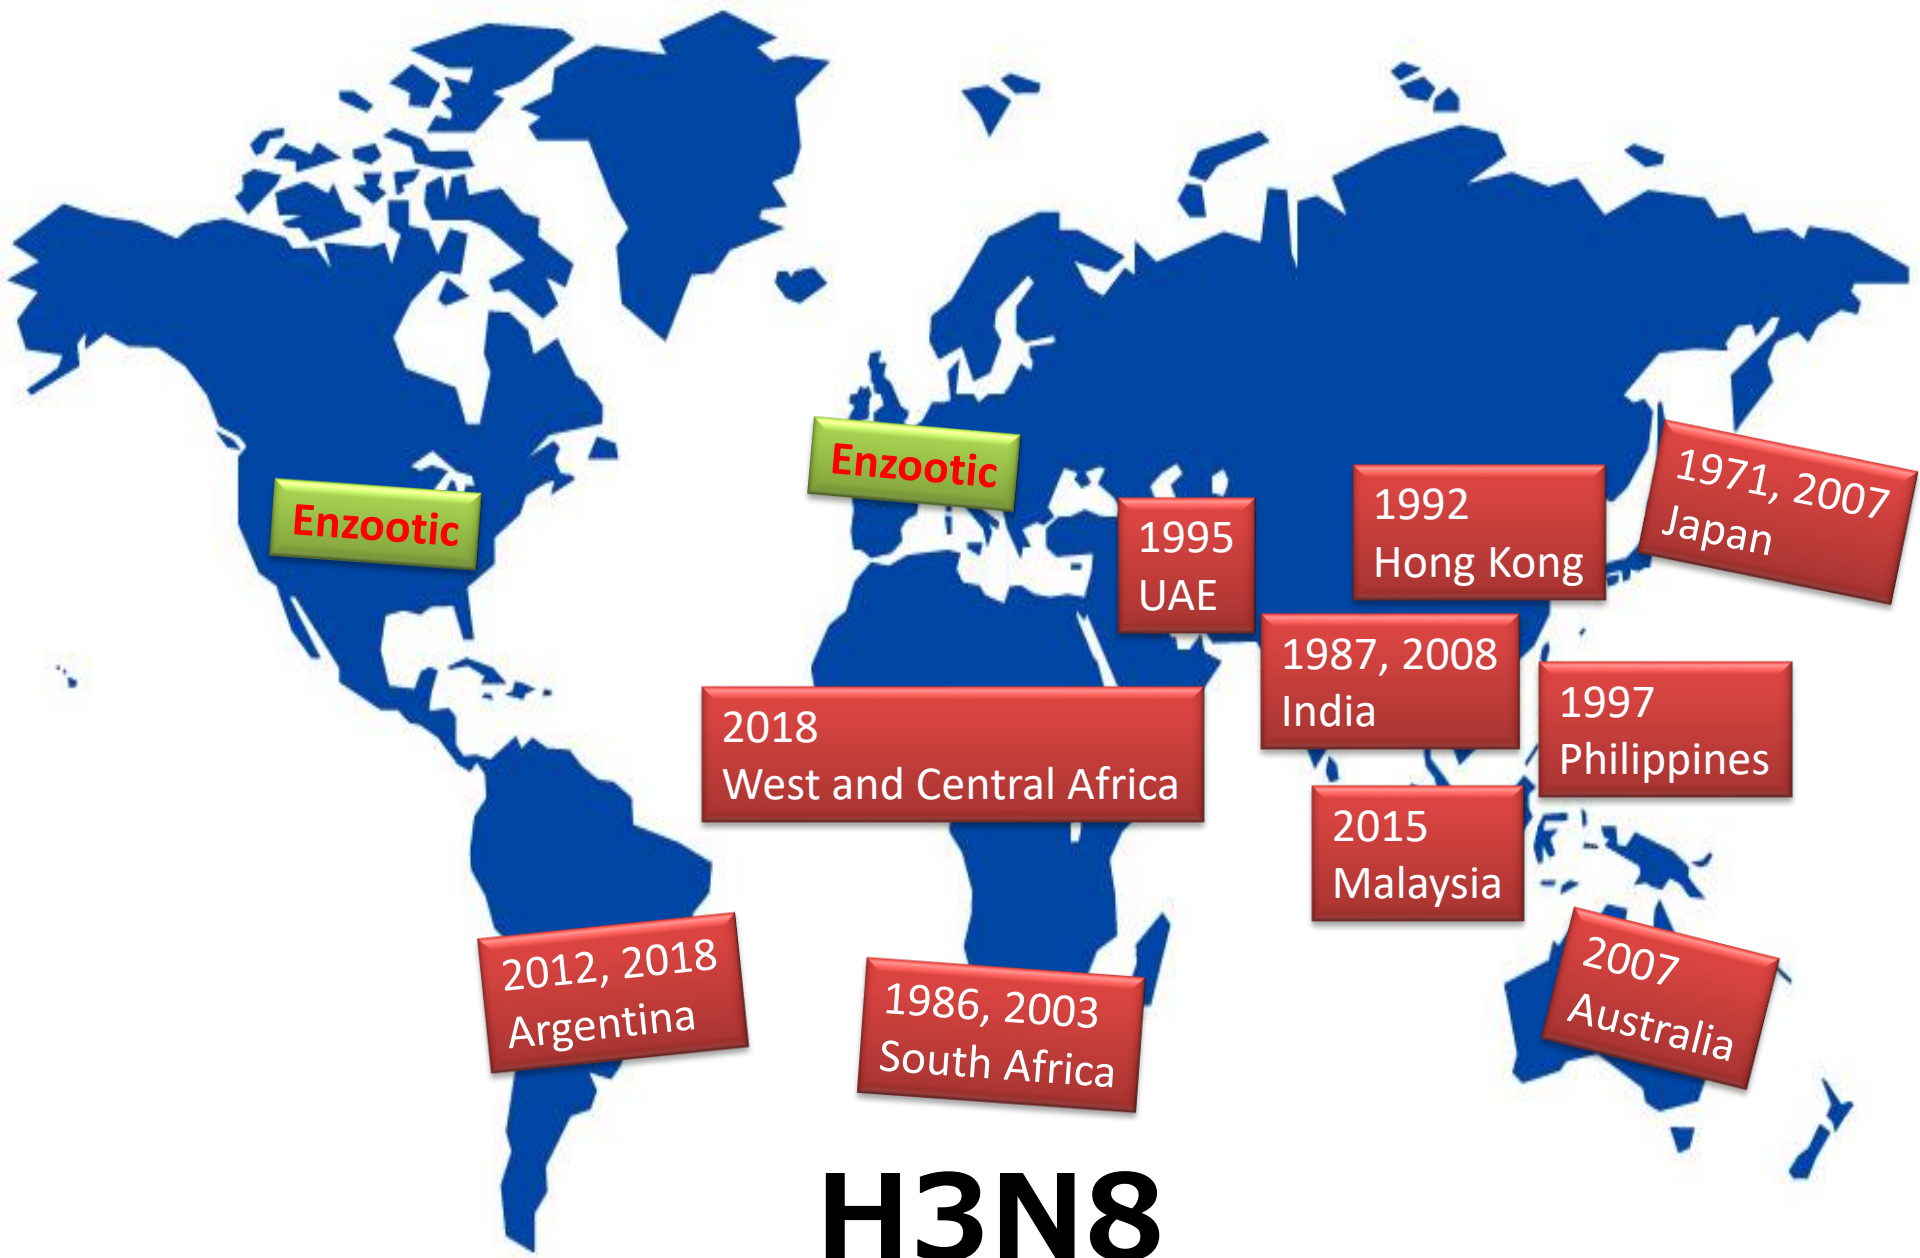 Enzootic
Enzootic
1995
UAE
1992
Hong Kong
1971, 2007
Japan
1987, 2008
India
1997
Philippines
2018
West and Central Africa
2015
Malaysia
2012, 2018
Argentina
1986, 2003
South Africa
2007
Australia
H3N8